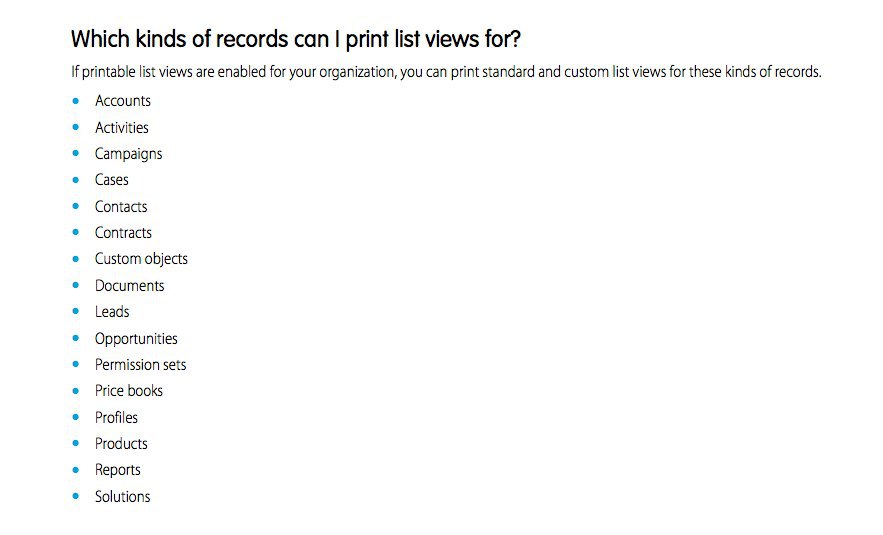 Which kinds of records can I print list views for?
If printable list views are enabled for your organization, you can print standard and custom list views for these kinds of records.
• Accounts
• Activities
• Campaigns
• Cases
• Contacts
• Contracts
• Custom objects
• Documents
• Leads
• Opportunities
• Permission sets
• Price books
• Profiles
• Products
• Reports
• Solutions